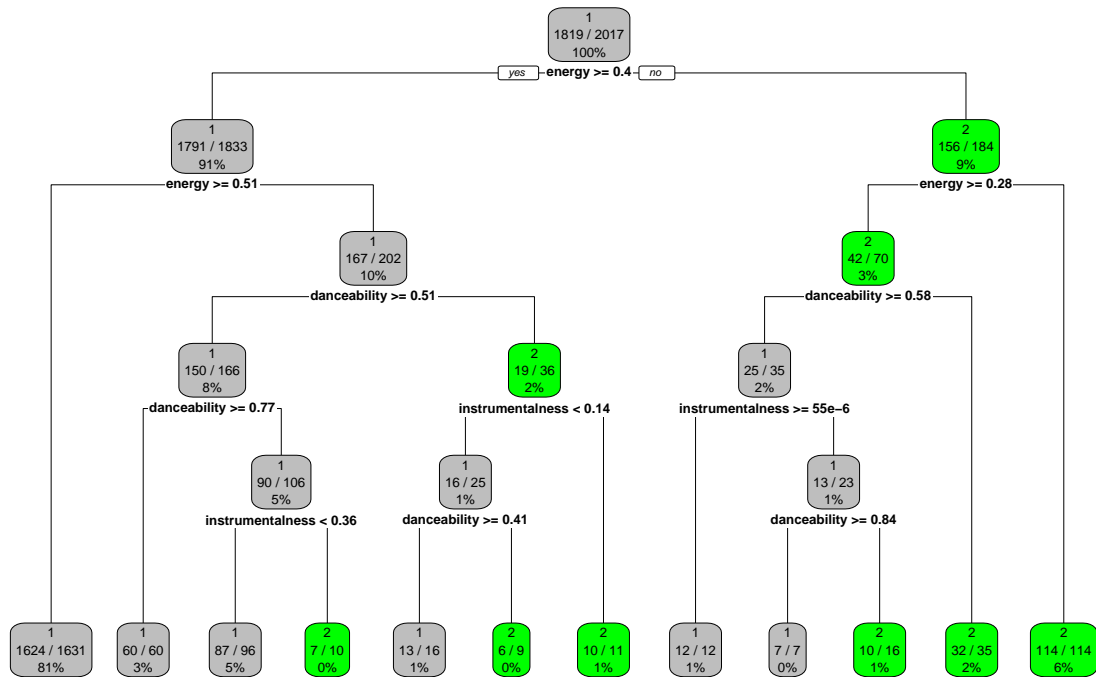 1
1819 / 2017
100%
yes energy >= 0.4 no
1
1791 / 1833
91%
energy >= 0.51
2
156 / 184
9%
energy >= 0.28
1
167 / 202
10%
danceability >= 0.51
2
42 / 70
3%
danceability >= 0.58
1
150 / 166
8%
danceability >= 0.77
2
19 / 36
2%
instrumentalness < 0.14
1
25 / 35
2%
instrumentalness >= 55e−6
1
90 / 106
5%
instrumentalness < 0.36
1
16 / 25
1%
danceability >= 0.41
1
13 / 23
1%
danceability >= 0.84
1
1624 / 1631
81%
1
60 / 60
3%
1
87 / 96
5%
2
7 / 10
0%
1
13 / 16
1%
2
6 / 9
0%
2
10 / 11
1%
1
12 / 12
1%
1
7 / 7
0%
2
10 / 16
1%
2
32 / 35
2%
2
114 / 114
6%